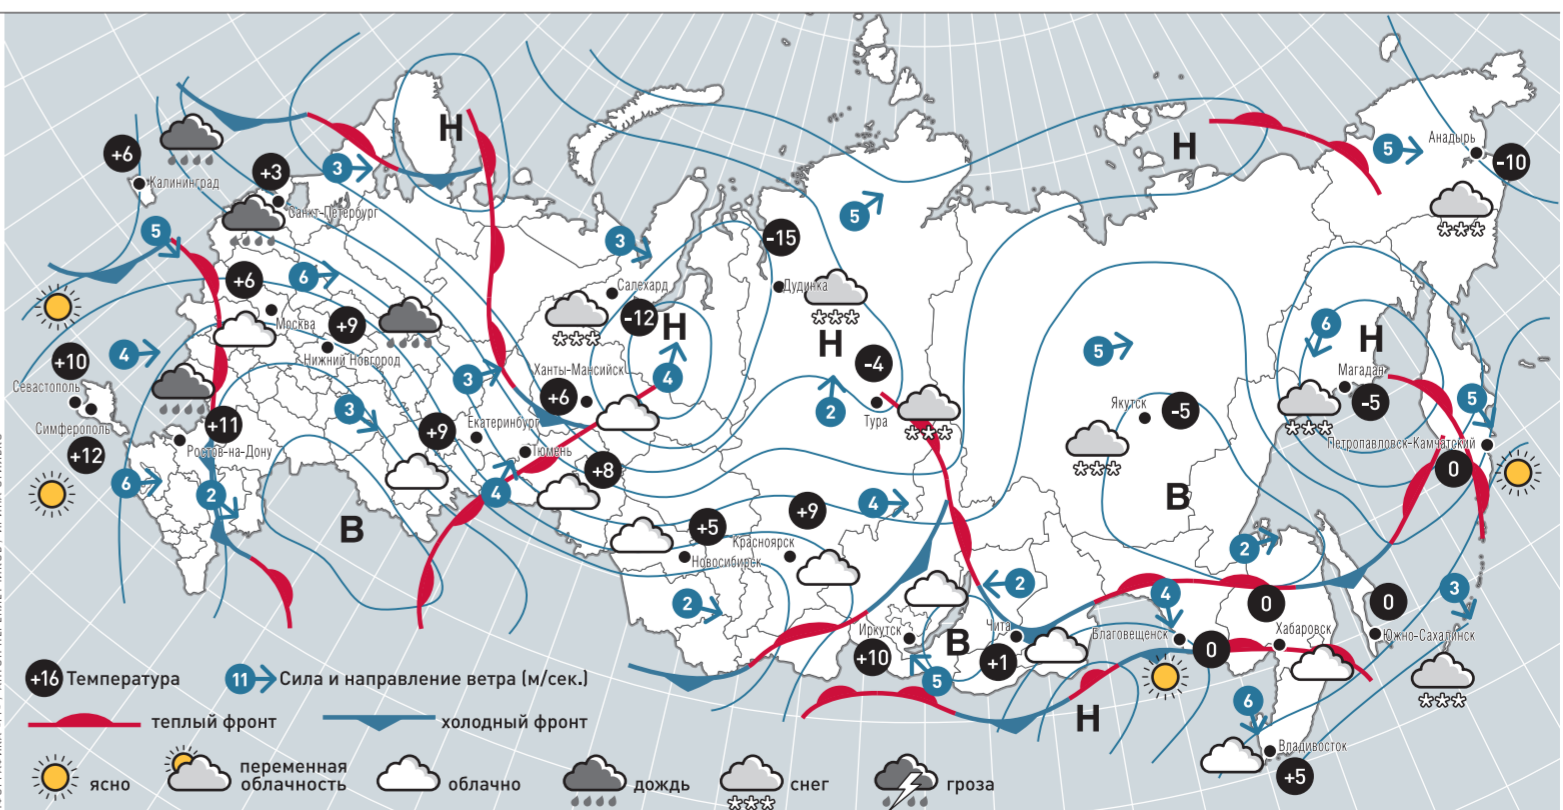 Н
+6
Калининград
+3
3
Санкт-Петербург
5
+6
6
Москва
+9
Нижний Новгород
4
+10
Севастополь
Симферополь
+12
+11
Ростов-на-Дону
6
2
3
+9
Екатеринбург
Тюмень
4
+8
В
3
3
Салехард
-12
Н
Ханты-Мансийск
+6
4
-15
Дудинка
5
Н
-4
2
Тура
+5
Новосибирск
+9
Красноярск
4
2
Иркутск
+10
В
5
2
Чита
+1
Н
5
Якутск
-5
В
Н
5
Анадырь
-10
6
Н
Магадан
-5
5
Петропавловск-Камчатский
0
2
4
Благовещенск
0
0
Хабаровск
0
Южно-Сахалинск
3
6
Владивосток
+5
+16 Температура
11 Сила и направление ветра (м/сек.)
теплый фронт
холодный фронт
ясно
переменная
облачность
облачно
дождь
снег
гроза